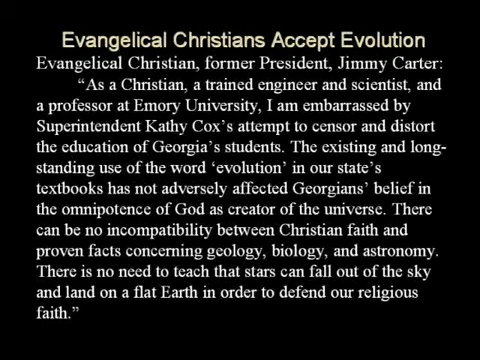 Evangelical Christians Accept Evolution
Evangelical Christian, former President, Jimmy Carter:
“As a Christian, a trained engineer and scientist, and
a professor at Emory University, I am embarrassed by
Superintendent Kathy Cox’s attempt to censor and distort
the education of Georgia’s students. The existing and long-
standing use of the word ‘evolution’ in our state’s
textbooks has not adversely affected Georgians’ belief in
the omnipotence of God as creator of the universe. There
can be no incompatibility between Christian faith and
proven facts concerning geology, biology, and astronomy.
There is no need to teach that stars can fall out of the sky
and land on a flat Earth in order to defend our religious
faith.”